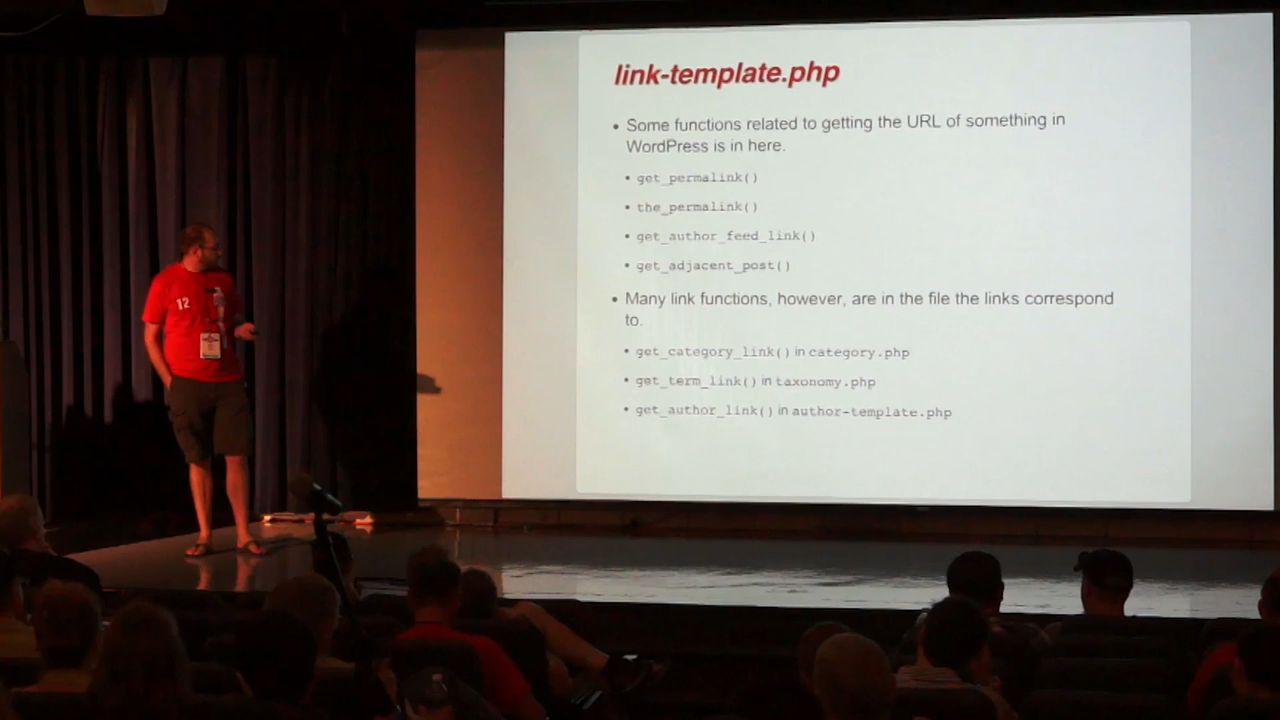 link-template.php
• Some functions related to getting the URL of something in
WordPress is in here.
• get_permalink()
• the_permalink()
• get_author_feed_link()
• get_adjacent_post()
• Many link functions, however, are in the file the links correspond
to.
• get_category_link() in category.php
• get_term_link() in taxonomy.php
• get_author_link() in author-template.php
12